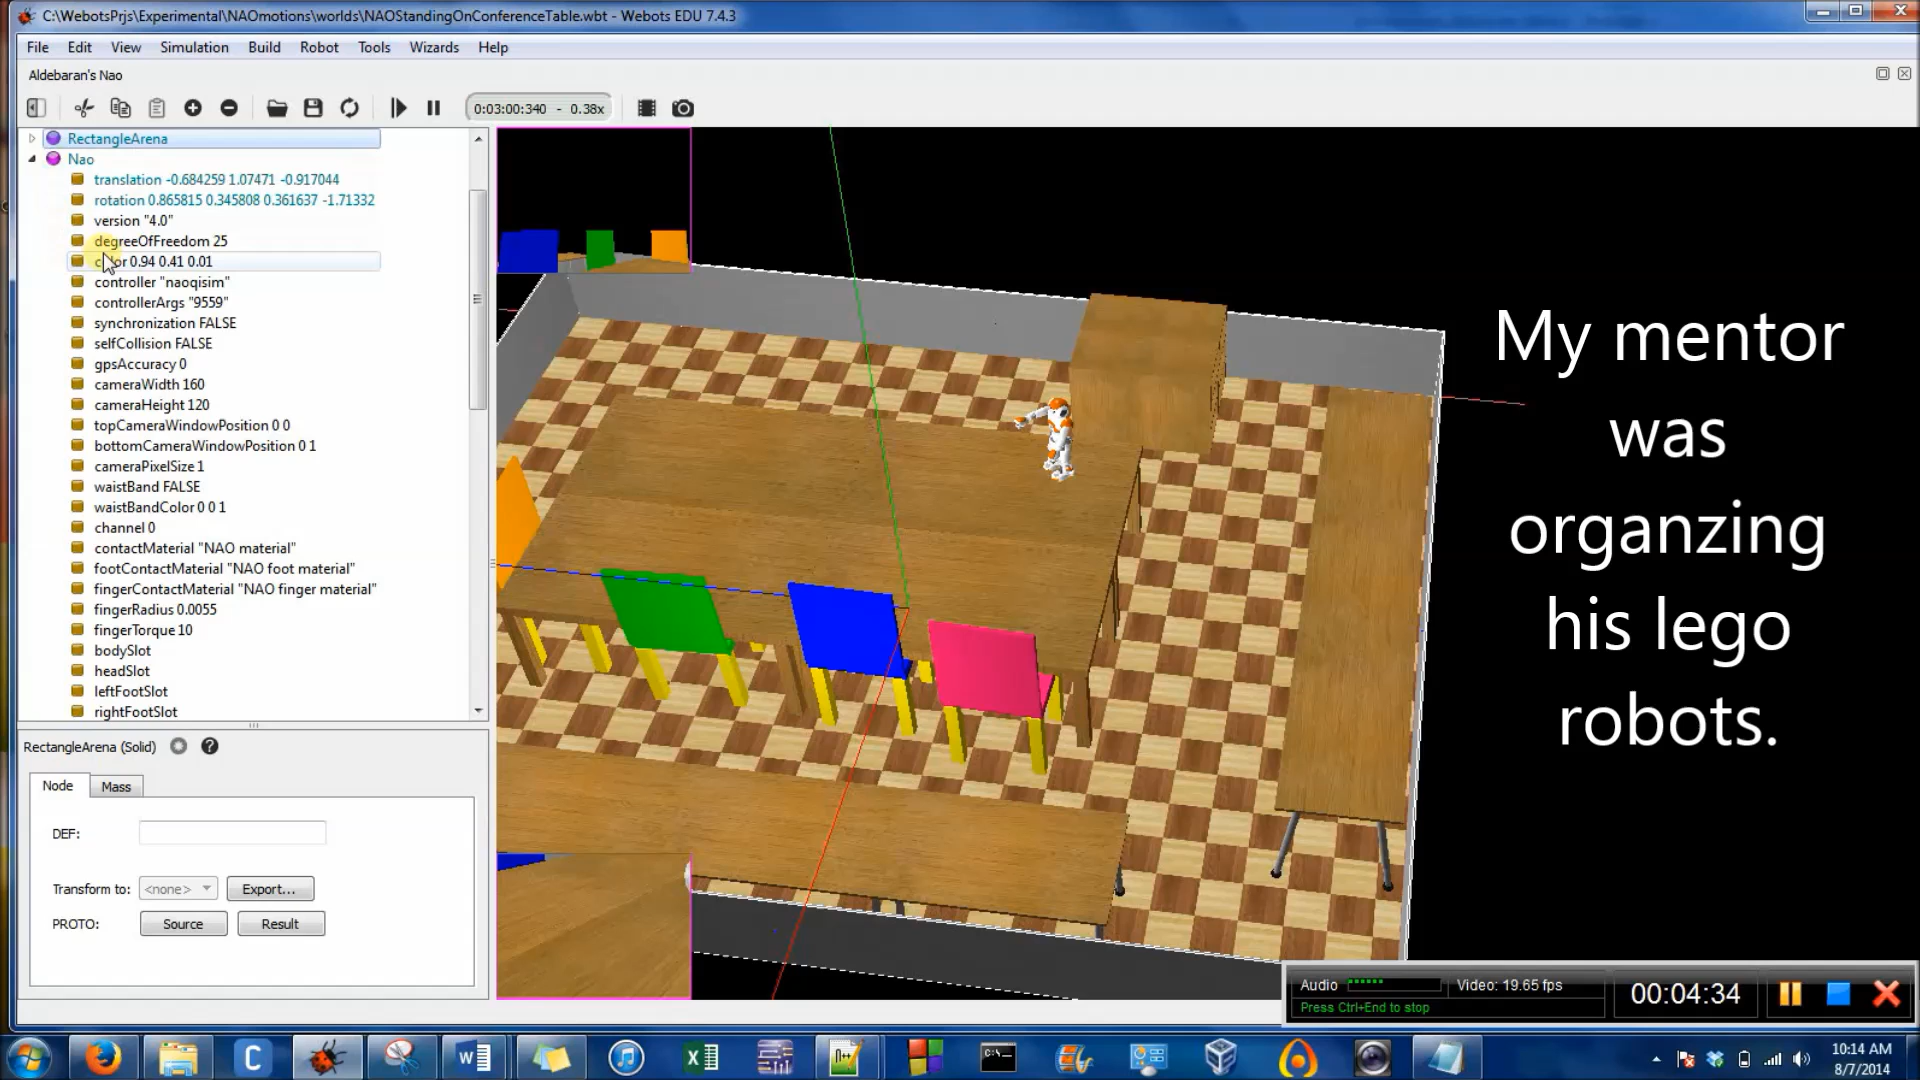 C:\WebotsPrjs\Experimental\NAOmotions\worlds\NAOStandingOnConferenceTable.wbt - Webots EDU 7.4.3
File Edit View Simulation Build Robot Tools Wizards Help
Aldebaran's Nao
0:03:00:340 - 0.38x
RectangleArena
Nao
translation -0.684259 1.07471 -0.917044
rotation 0.865815 0.345808 0.361637 -1.71332
version "4.0"
degreeOfFreedom 25
color 0.94 0.41 0.01
controller "naoqisim"
controllerArgs "9559"
synchronization FALSE
selfCollision FALSE
gpsAccuracy 0
cameraWidth 160
cameraHeight 120
topCameraWindowPosition 0 0
bottomCameraWindowPosition 0 1
cameraPixelSize 1
waistBand FALSE
waistBandColor 0 0 1
channel 0
contactMaterial "NAO material"
footContactMaterial "NAO foot material"
fingerContactMaterial "NAO finger material"
fingerRadius 0.0055
fingerTorque 10
bodySlot
headSlot
leftFootSlot
rightFootSlot
RectangleArena (Solid)
Node Mass
DEF:
Transform to: <none> Export...
PROTO: Source Result
My mentor
was
organzing
his lego
robots.
Audio Video: 19.65 fps
Press Ctrl+End to stop
00:04:34
10:14 AM
8/7/2014